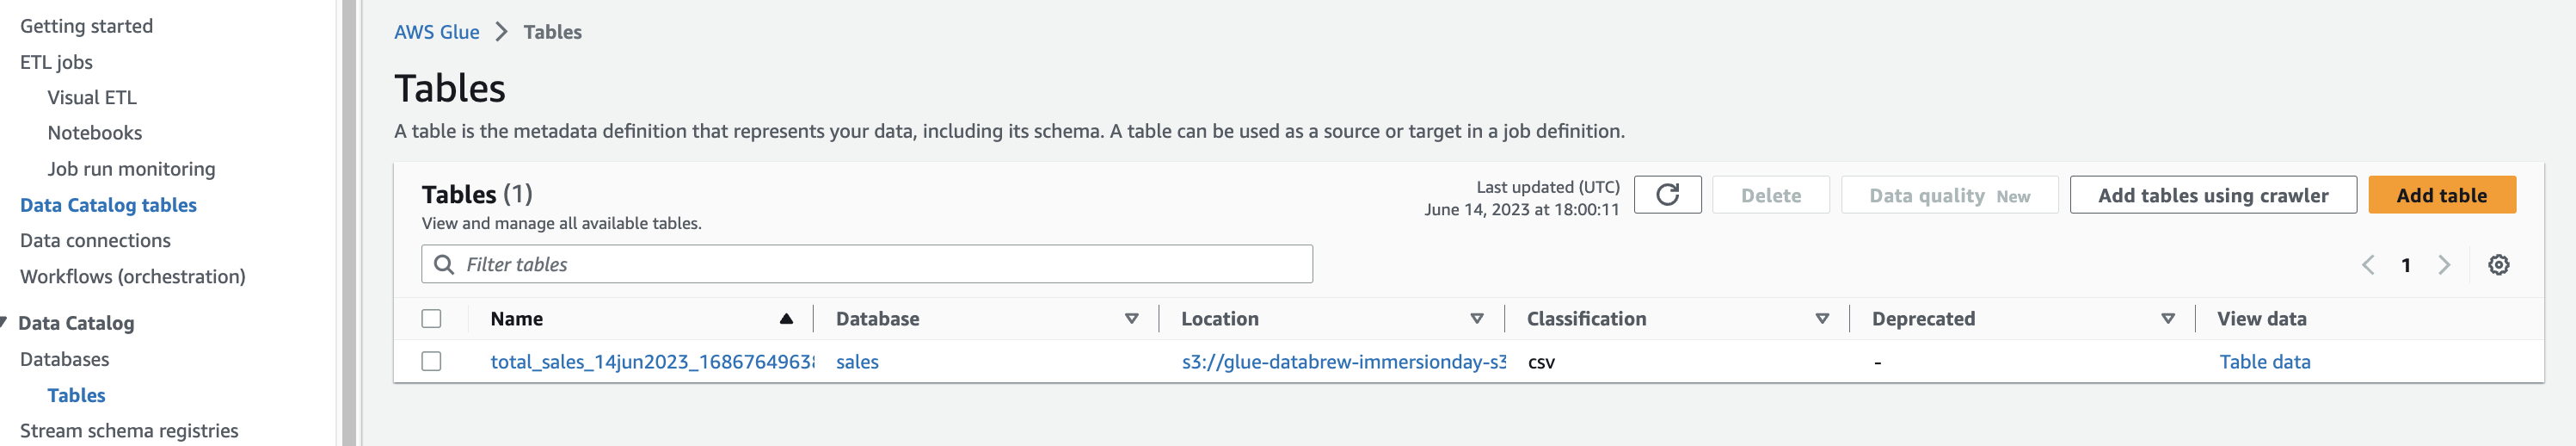 Getting started
ETL jobs
Visual ETL
Notebooks
Job run monitoring
Data Catalog tables
Data connections
Workflows (orchestration)
Data Catalog
Databases
Tables
Stream schema registries
AWS Glue Tables
Tables
A table is the metadata definition that represents your data, including its schema. A table can be used as a source or target in a job definition.
Tables (1)
View and manage all available tables.
Last updated (UTC)
June 14, 2023 at 18:00:11
Delete Data quality New Add tables using crawler Add table
Filter tables
1
Name Database Location Classification Deprecated View data
total_sales_14jun2023_1686764963 sales s3://glue-databrew-immersionday-s3 csv - Table data